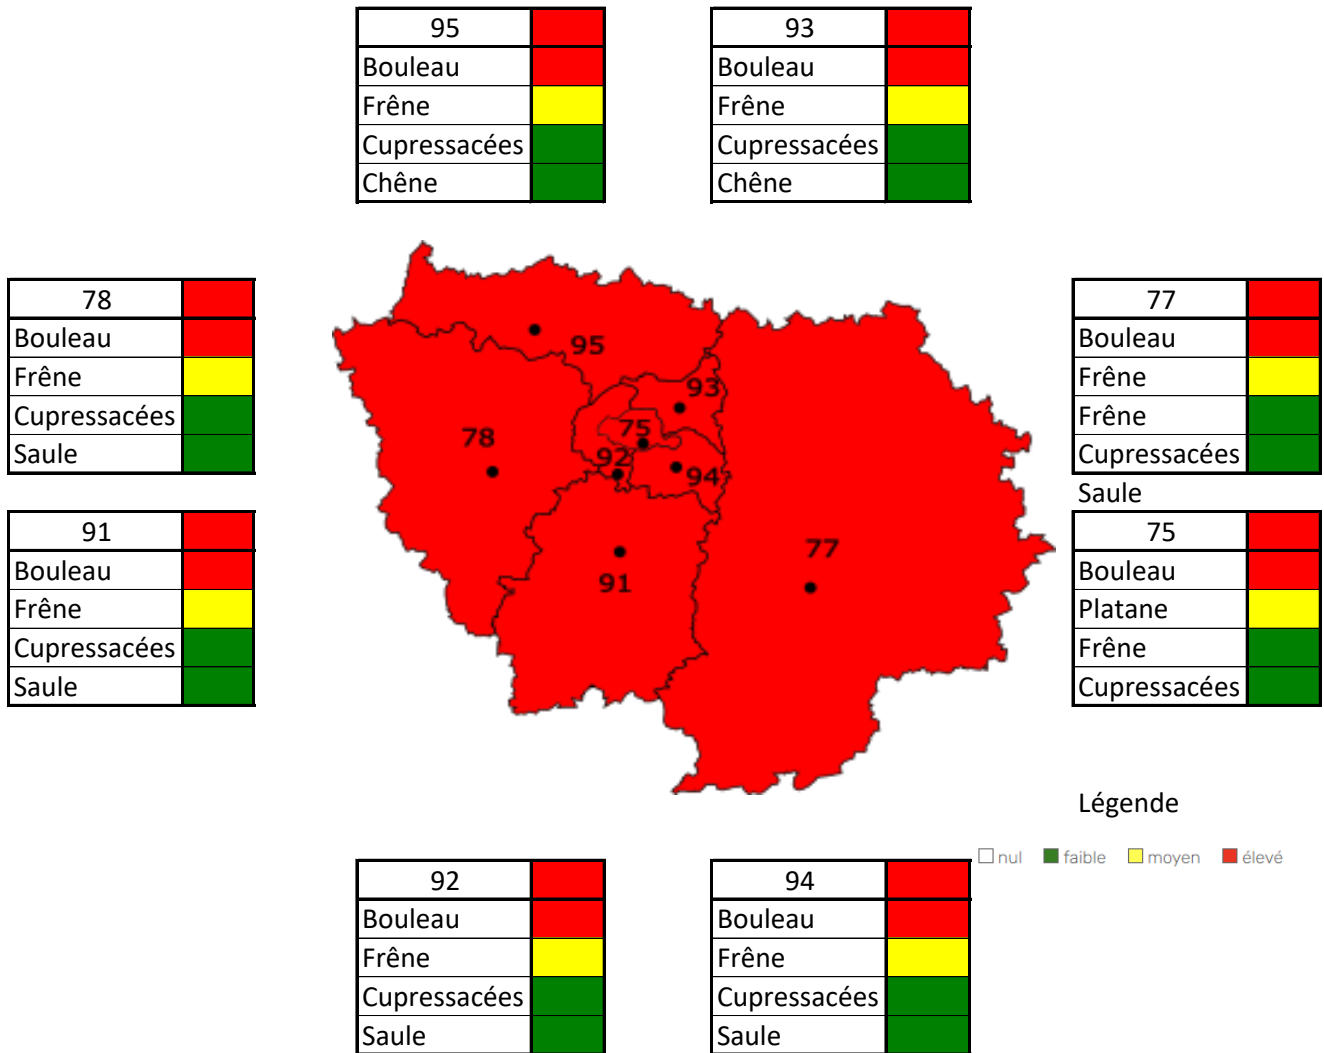 95
Bouleau
Frêne
Cupressacées
Chêne
93
Bouleau
Frêne
Cupressacées
Chêne
78
Bouleau
Frêne
Cupressacées
Saule
77
Bouleau
Frêne
Frêne
Cupressacées
Saule
91
Bouleau
Frêne
Cupressacées
Saule
75
Bouleau
Platane
Frêne
Cupressacées
95
93
75
78
92
94
77
91
Légende
nul faible moyen élevé
92
Bouleau
Frêne
Cupressacées
Saule
94
Bouleau
Frêne
Cupressacées
Saule